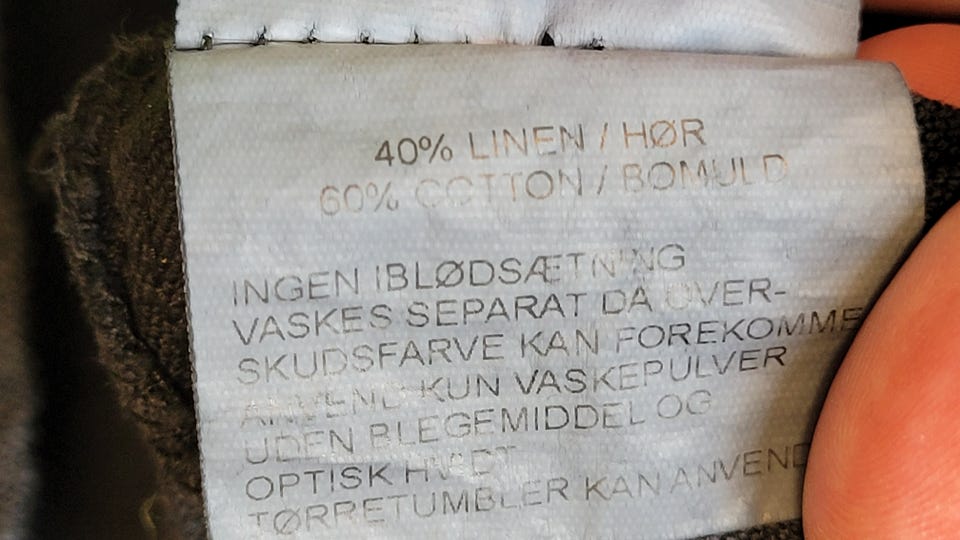 40% LINEN / HØR
60% COTTON / BOMULD
INGEN IBLØDSÆTNING
VASKES SEPARAT DA OVER-
SKUDSFARVE KAN FOREKOMME
ANVEND KUN VASKEPULVER
UDEN BLEGEMIDDEL OG
OPTISK HVIDT
TØRRETUMBLER KAN ANVEND